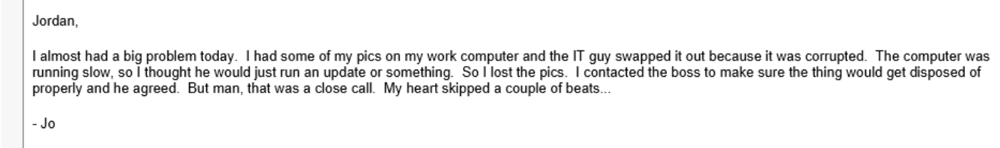 Jordan,
I almost had a big problem today.  I had some of my pics on my work computer and the IT guy swapped it out because it was corrupted.  The computer was
running slow, so I thought he would just run an update or something.  So I lost the pics.  I contacted the boss to make sure the thing would get disposed of
properly and he agreed.  But man, that was a close call.  My heart skipped a couple of beats...
- Jo